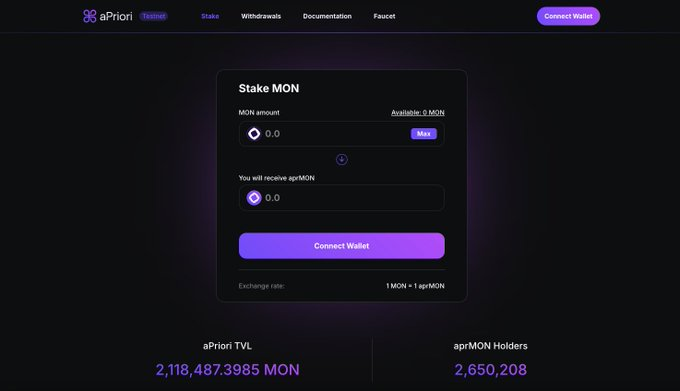 aPriori Testnet Stake Withdrawals Documentation Faucet Connect Wallet
Stake MON
MON amount Available: 0 MON
0.0 Max
You will receive aprMON
0.0
Connect Wallet
Exchange rate: 1 MON = 1 aprMON
aPriori TVL aprMON Holders
2,118,487.3985 MON 2,650,208